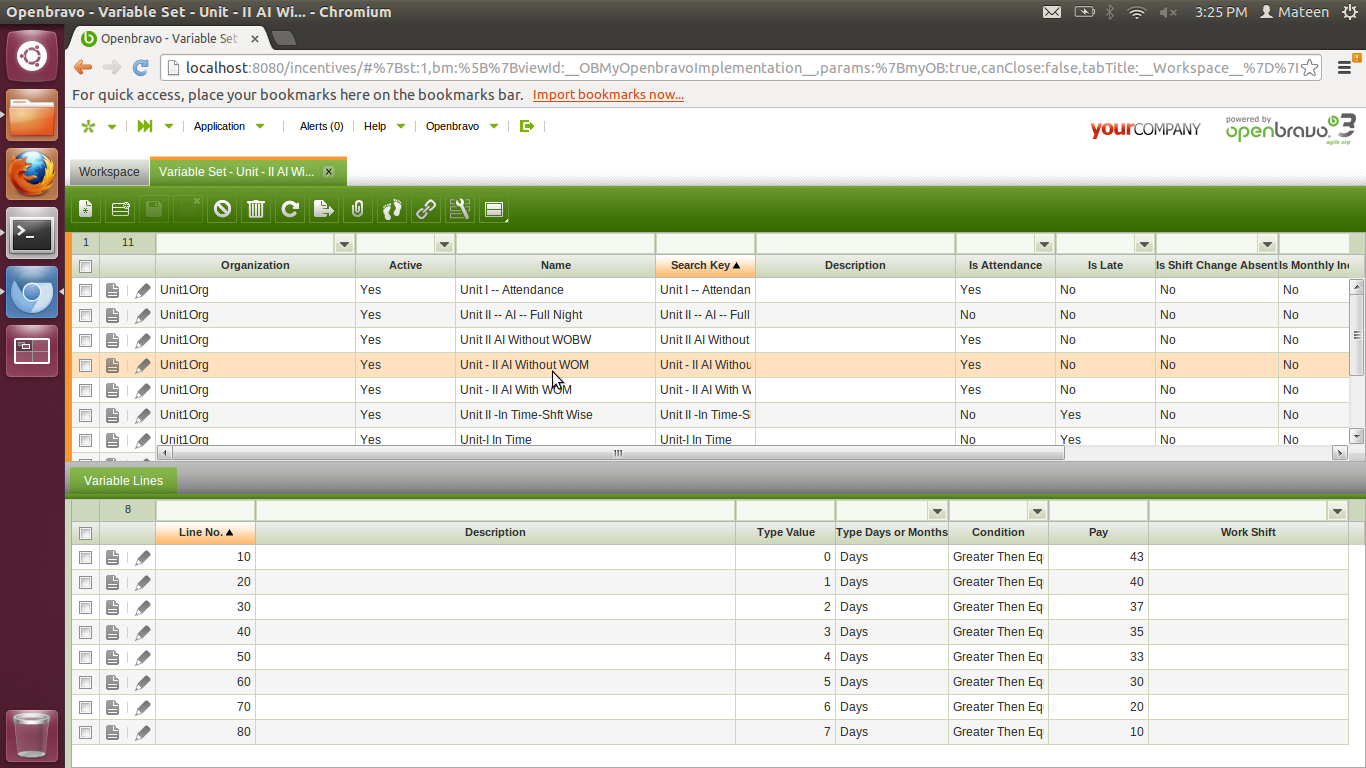 Openbravo - Variable Set - Unit - II AI Wi... - Chromium
3:25 PM Mateen
Openbravo - Variable Set
localhost:8080/incentives/#%7Bst:1,bm:%5B%7BviewId:__OBMyOpenbravoImplementation__,params:%7BmyOB:true,canClose:false,tabTitle:__Workspace__%7D%7
For quick access, place your bookmarks here on the bookmarks bar. Import bookmarks now...
Application Alerts (0) Help Openbravo
yourCOMPANY
powered by
openbravo 3
agile erp
Workspace Variable Set - Unit - II AI Wi...
1 11
Organization Active Name Search Key Description Is Attendance Is Late Is Shift Change Absent Is Monthly Inc
Unit1Org Yes Unit I -- Attendance Unit I -- Attendan Yes No No No
Unit1Org Yes Unit II -- AI -- Full Night Unit II -- AI -- Full No No No No
Unit1Org Yes Unit II AI Without WOBW Unit II AI Without Yes No No No
Unit1Org Yes Unit - II AI Without WOM Unit - II AI Withou Yes No No No
Unit1Org Yes Unit - II AI With WOM Unit - II AI With W Yes No No No
Unit1Org Yes Unit II -In Time-Shft Wise Unit II -In Time-S No Yes No No
Unit1Org Yes Unit-I In Time Unit-I In Time No Yes No No
Variable Lines
8
Line No. Description Type Value Type Days or Months Condition Pay Work Shift
10 0 Days Greater Then Eq 43
20 1 Days Greater Then Eq 40
30 2 Days Greater Then Eq 37
40 3 Days Greater Then Eq 35
50 4 Days Greater Then Eq 33
60 5 Days Greater Then Eq 30
70 6 Days Greater Then Eq 20
80 7 Days Greater Then Eq 10